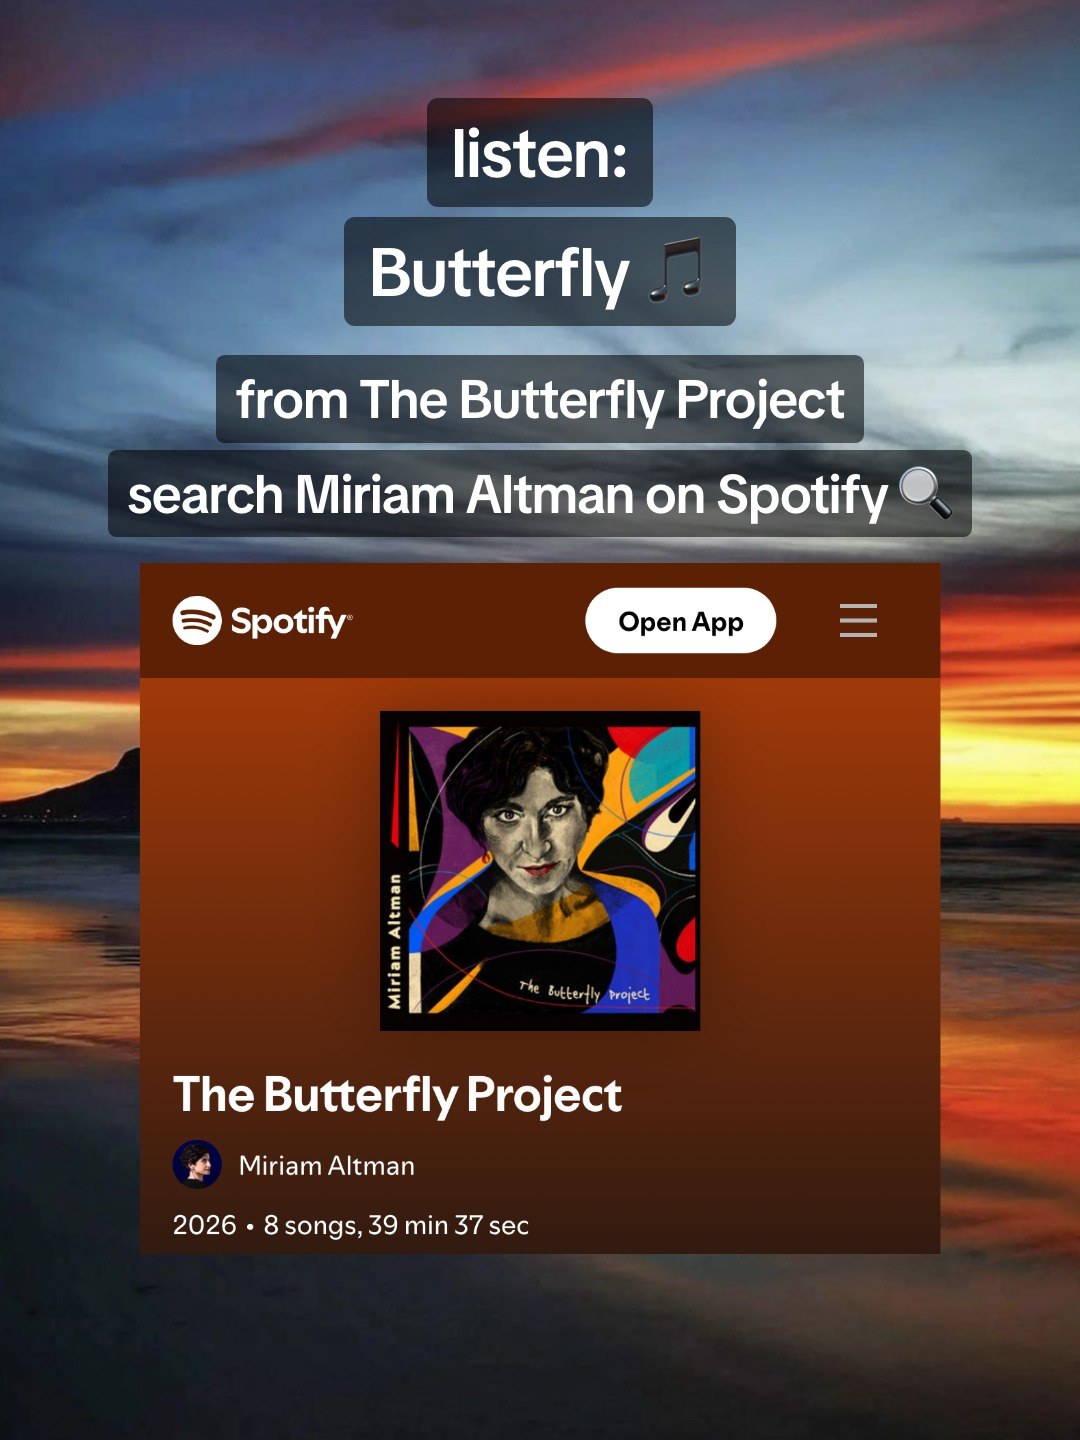 listen:
Butterfly 🎵
from The Butterfly Project
search Miriam Altman on Spotify 🔍
Spotify®
Open App
Miriam Altman
The Butterfly Project
The Butterfly Project
Miriam Altman
2026 • 8 songs, 39 min 37 sec